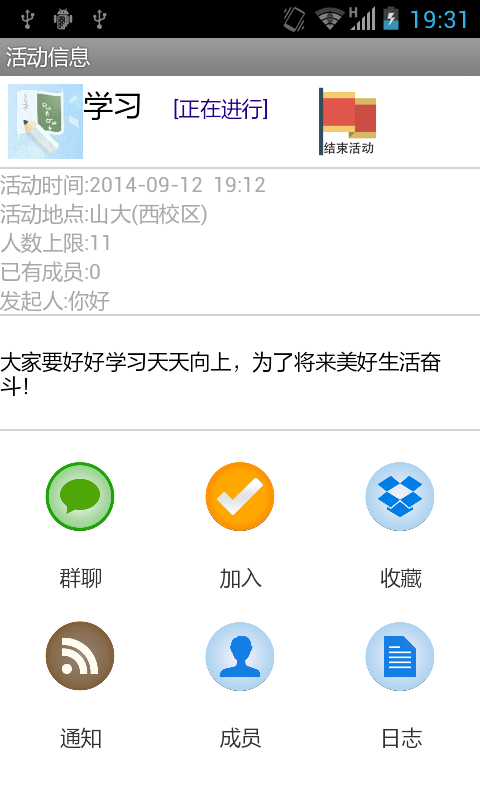 H 19:31
活动信息
学习 [正在进行]
结束活动
活动时间:2014-09-12 19:12
活动地点:山大(西校区)
人数上限:11
已有成员:0
发起人:你好
大家要好好学习天天向上，为了将来美好生活奋
斗！
群聊 加入 收藏
通知 成员 日志